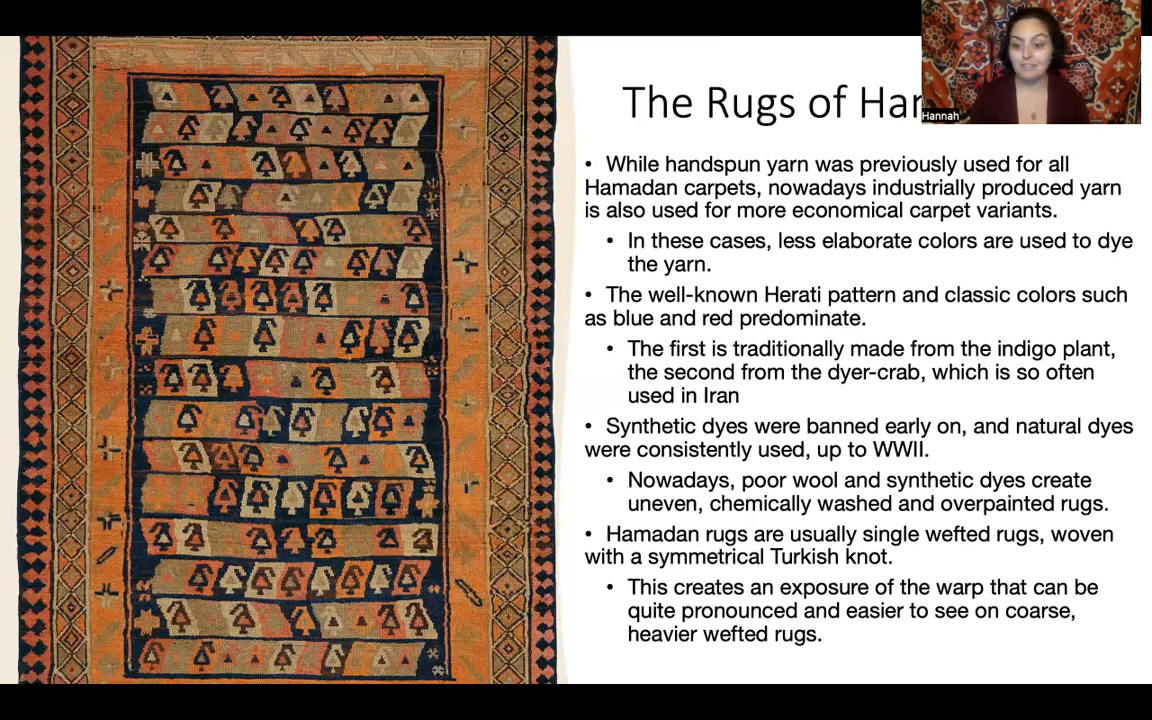 The Rugs of Ha
Hannah
• While handspun yarn was previously used for all
Hamadan carpets, nowadays industrially produced yarn
is also used for more economical carpet variants.
• In these cases, less elaborate colors are used to dye
the yarn.
• The well-known Herati pattern and classic colors such
as blue and red predominate.
• The first is traditionally made from the indigo plant,
the second from the dyer-crab, which is so often
used in Iran
• Synthetic dyes were banned early on, and natural dyes
were consistently used, up to WWII.
• Nowadays, poor wool and synthetic dyes create
uneven, chemically washed and overpainted rugs.
• Hamadan rugs are usually single wefted rugs, woven
with a symmetrical Turkish knot.
• This creates an exposure of the warp that can be
quite pronounced and easier to see on coarse,
heavier wefted rugs.